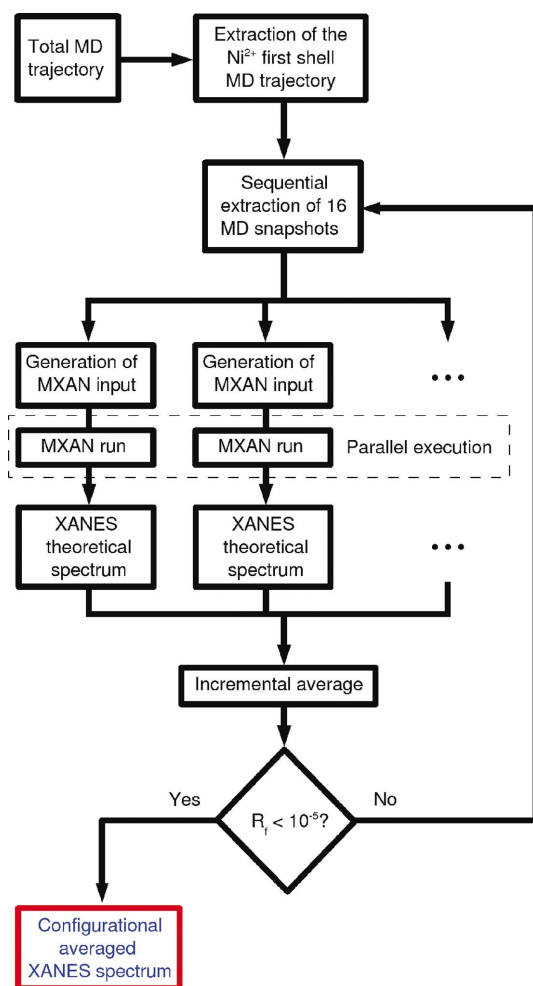 Total MD
trajectory
Extraction of the
Ni²⁺ first shell
MD trajectory
Sequential
extraction of 16
MD snapshots
Generation of
MXAN input
Generation of
MXAN input
...
MXAN run
MXAN run
Parallel execution
XANES
theoretical
spectrum
XANES
theoretical
spectrum
...
Incremental average
Yes
No
R_f < 10⁻⁵?
Configurational
averaged
XANES spectrum